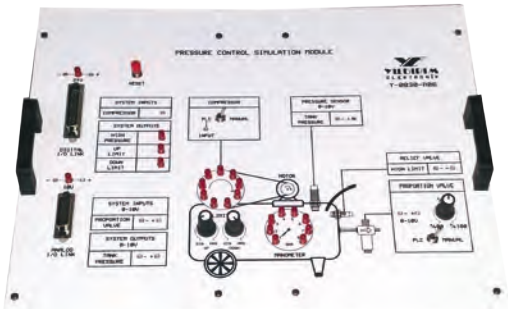 PRESSURE CONTROL SIMULATION MODULE
YILDIRIM
ELEKTRONİK
RESET
24V
DIGITAL
I/O LINK
SYSTEM INPUTS
COMPRESSOR
SYSTEM OUTPUTS
HIGH
PRESSURE
UP
LIMIT
DOWN
LIMIT
COMPRESSOR
PLC
MANUAL
INPUT
PRESSURE SENSOR
0-10V
TANK
PRESSURE
RELIEF VALVE
HIGH LIMIT
PROPORTION VALVE
0-10V
%100
PLC
MANUAL
MOTOR
MANOMETER
10V
ANALOG
I/O LINK
SYSTEM INPUTS
0-10V
PROPORTION
VALVE
SYSTEM OUTPUTS
0-10V
TANK
PRESSURE